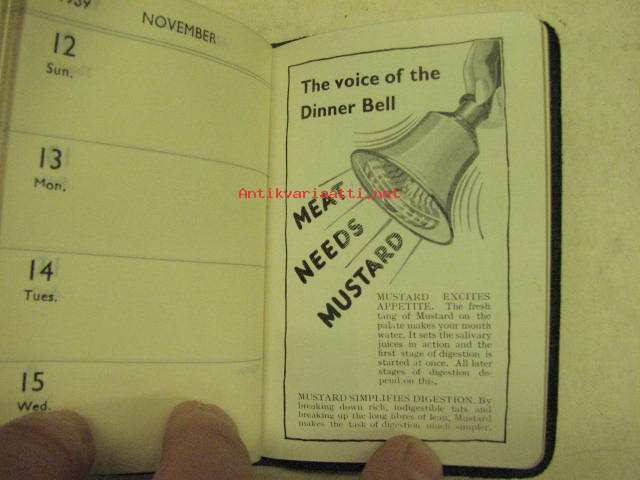 1939
NOVEMBER
12
Sun.
13
Mon.
14
Tues.
15
Wed.
The voice of the
Dinner Bell
Antikvariaatti.net
MEAT
NEEDS
MUSTARD
MUSTARD EXCITES
APPETITE. The fresh
tang of Mustard on the
palate makes your mouth
water. It sets the salivary
juices in action and the
first stage of digestion is
started at once. All later
stages of digestion de-
pend on this.
MUSTARD SIMPLIFIES DIGESTION. By
breaking down rich, indigestible fats and
breaking up the long fibres of lean, Mustard
makes the task of digestion much simpler.